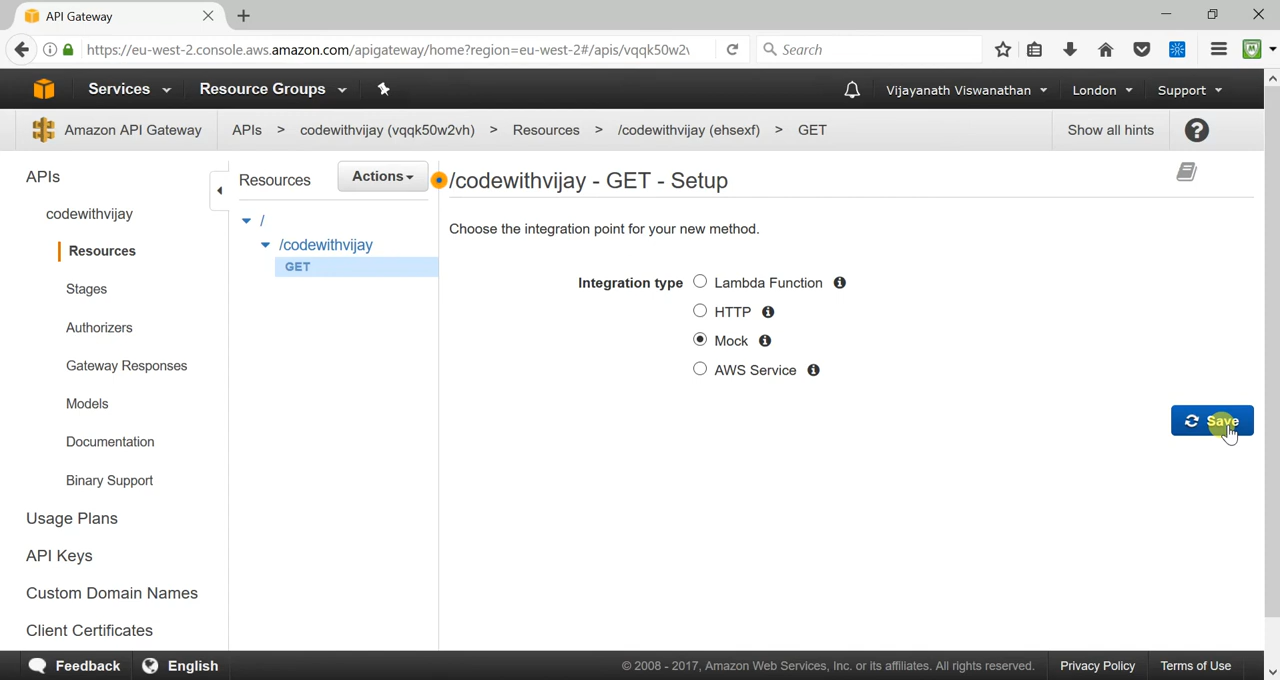 API Gateway
https://eu-west-2.console.aws.amazon.com/apigateway/home?region=eu-west-2#/apis/vqqk50w2v
Search
Services Resource Groups Vijayanath Viswanathan London Support
Amazon API Gateway APIs > codewithvijay (vqqk50w2vh) > Resources > /codewithvijay (ehsexf) > GET Show all hints
APIs
codewithvijay
Resources
Stages
Authorizers
Gateway Responses
Models
Documentation
Binary Support
Usage Plans
API Keys
Custom Domain Names
Client Certificates
Resources Actions
/
/codewithvijay
GET
/codewithvijay - GET - Setup
Choose the integration point for your new method.
Integration type Lambda Function
HTTP
Mock
AWS Service
Save
Feedback English © 2008 - 2017, Amazon Web Services, Inc. or its affiliates. All rights reserved. Privacy Policy Terms of Use